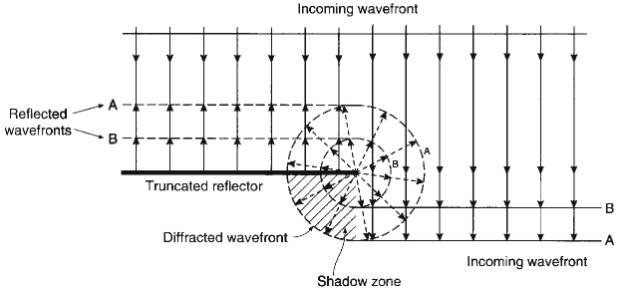 Incoming wavefront
A
Reflected
wavefronts
B
A
B
Truncated reflector
B
Diffracted wavefront
A
Incoming wavefront
Shadow zone